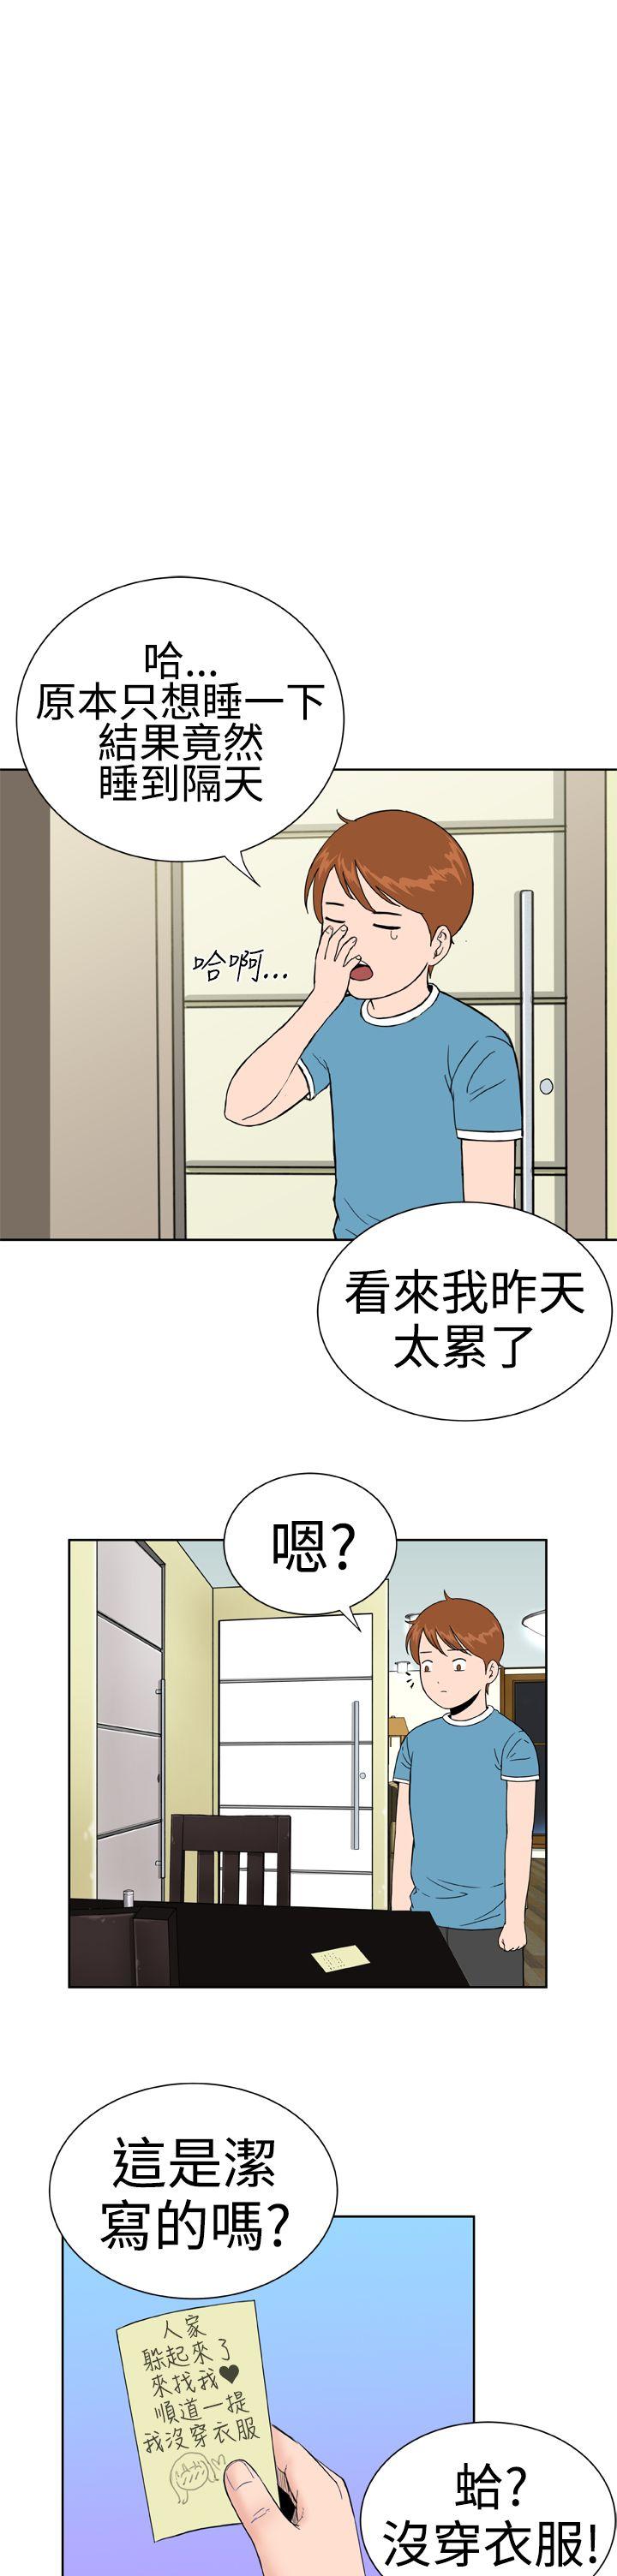 哈...
原本只想睡一下
結果竟然
睡到隔天
哈啊...
看來我昨天
太累了
嗯?
這是潔
寫的嗎?
人家
躲起來了
來找我♥
順道一提
我沒穿衣服
蛤?
沒穿衣服!